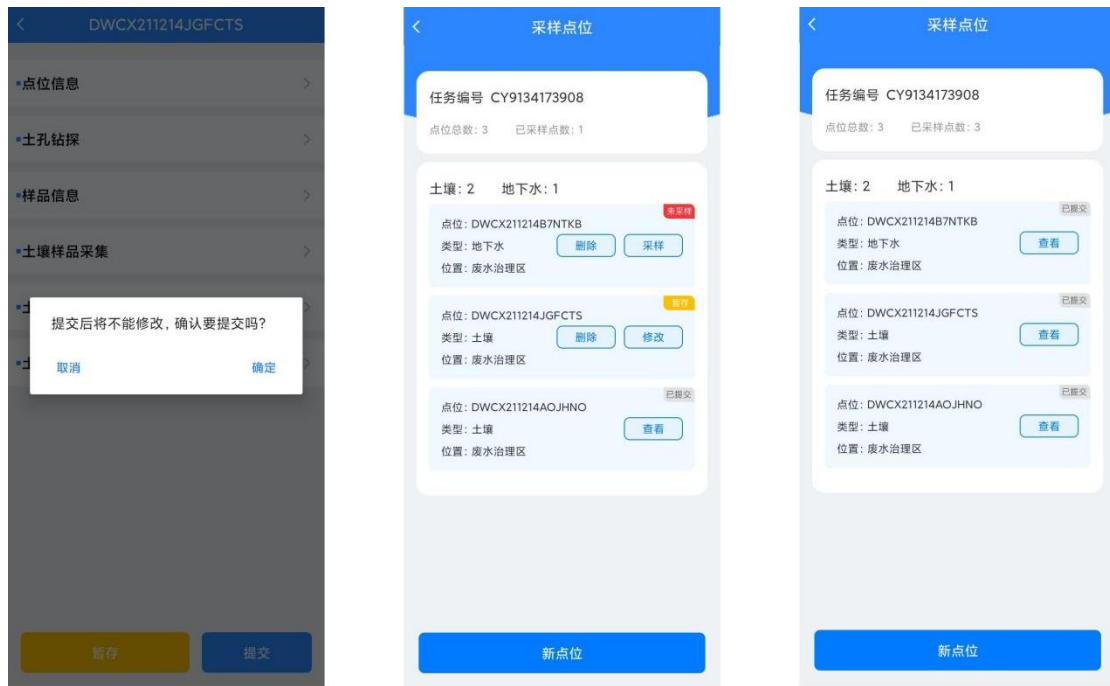 DWCX211214JGFCTS
点位信息
土孔钻探
样品信息
土壤样品采集
提交后将不能修改,确认要提交吗?
取消 确定
暂存 提交
采样点位
任务编号 CY9134173908
点位总数: 3 已采样点数: 1
土壤: 2 地下水: 1
未采样
点位: DWCX211214B7NTKB
类型: 地下水 删除 采样
位置: 废水治理区
暂存
点位: DWCX211214JGFCTS
类型: 土壤 删除 修改
位置: 废水治理区
已提交
点位: DWCX211214AOJHNO
类型: 土壤 查看
位置: 废水治理区
新点位
采样点位
任务编号 CY9134173908
点位总数: 3 已采样点数: 3
土壤: 2 地下水: 1
已提交
点位: DWCX211214B7NTKB
类型: 地下水 查看
位置: 废水治理区
已提交
点位: DWCX211214JGFCTS
类型: 土壤 查看
位置: 废水治理区
已提交
点位: DWCX211214AOJHNO
类型: 土壤 查看
位置: 废水治理区
新点位